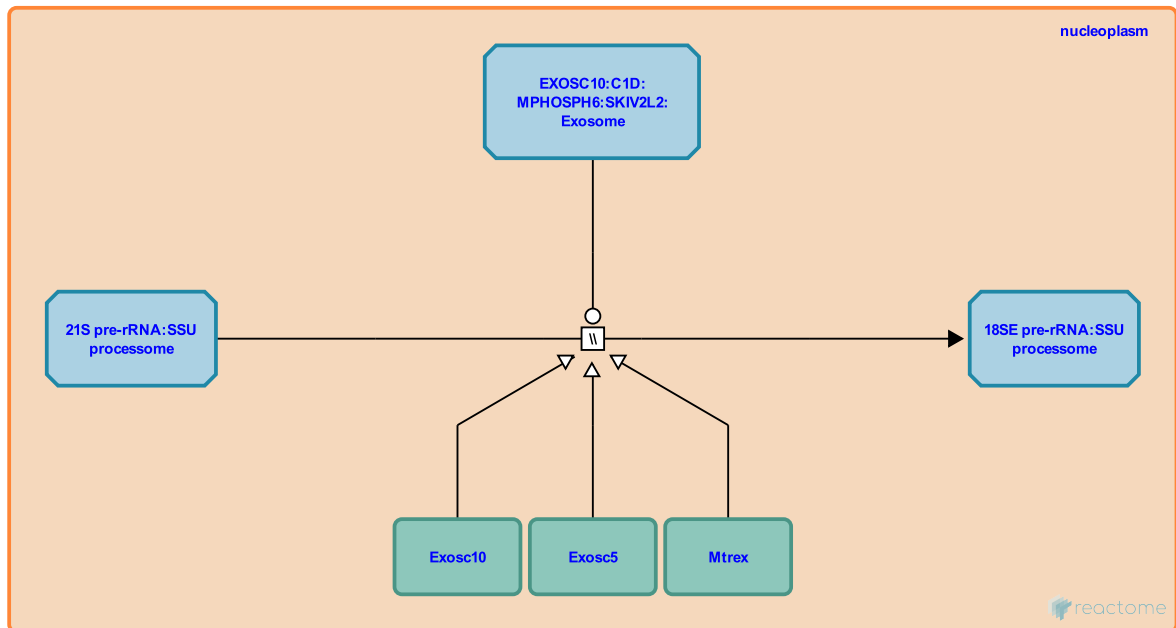 nucleoplasm
EXOSC10:C1D:
MPHOSPH6:SKIV2L2:
Exosome
21S pre-rRNA:SSU
processome
\\
18SE pre-rRNA:SSU
processome
Exosc10
Exosc5
Mtrex
reactome